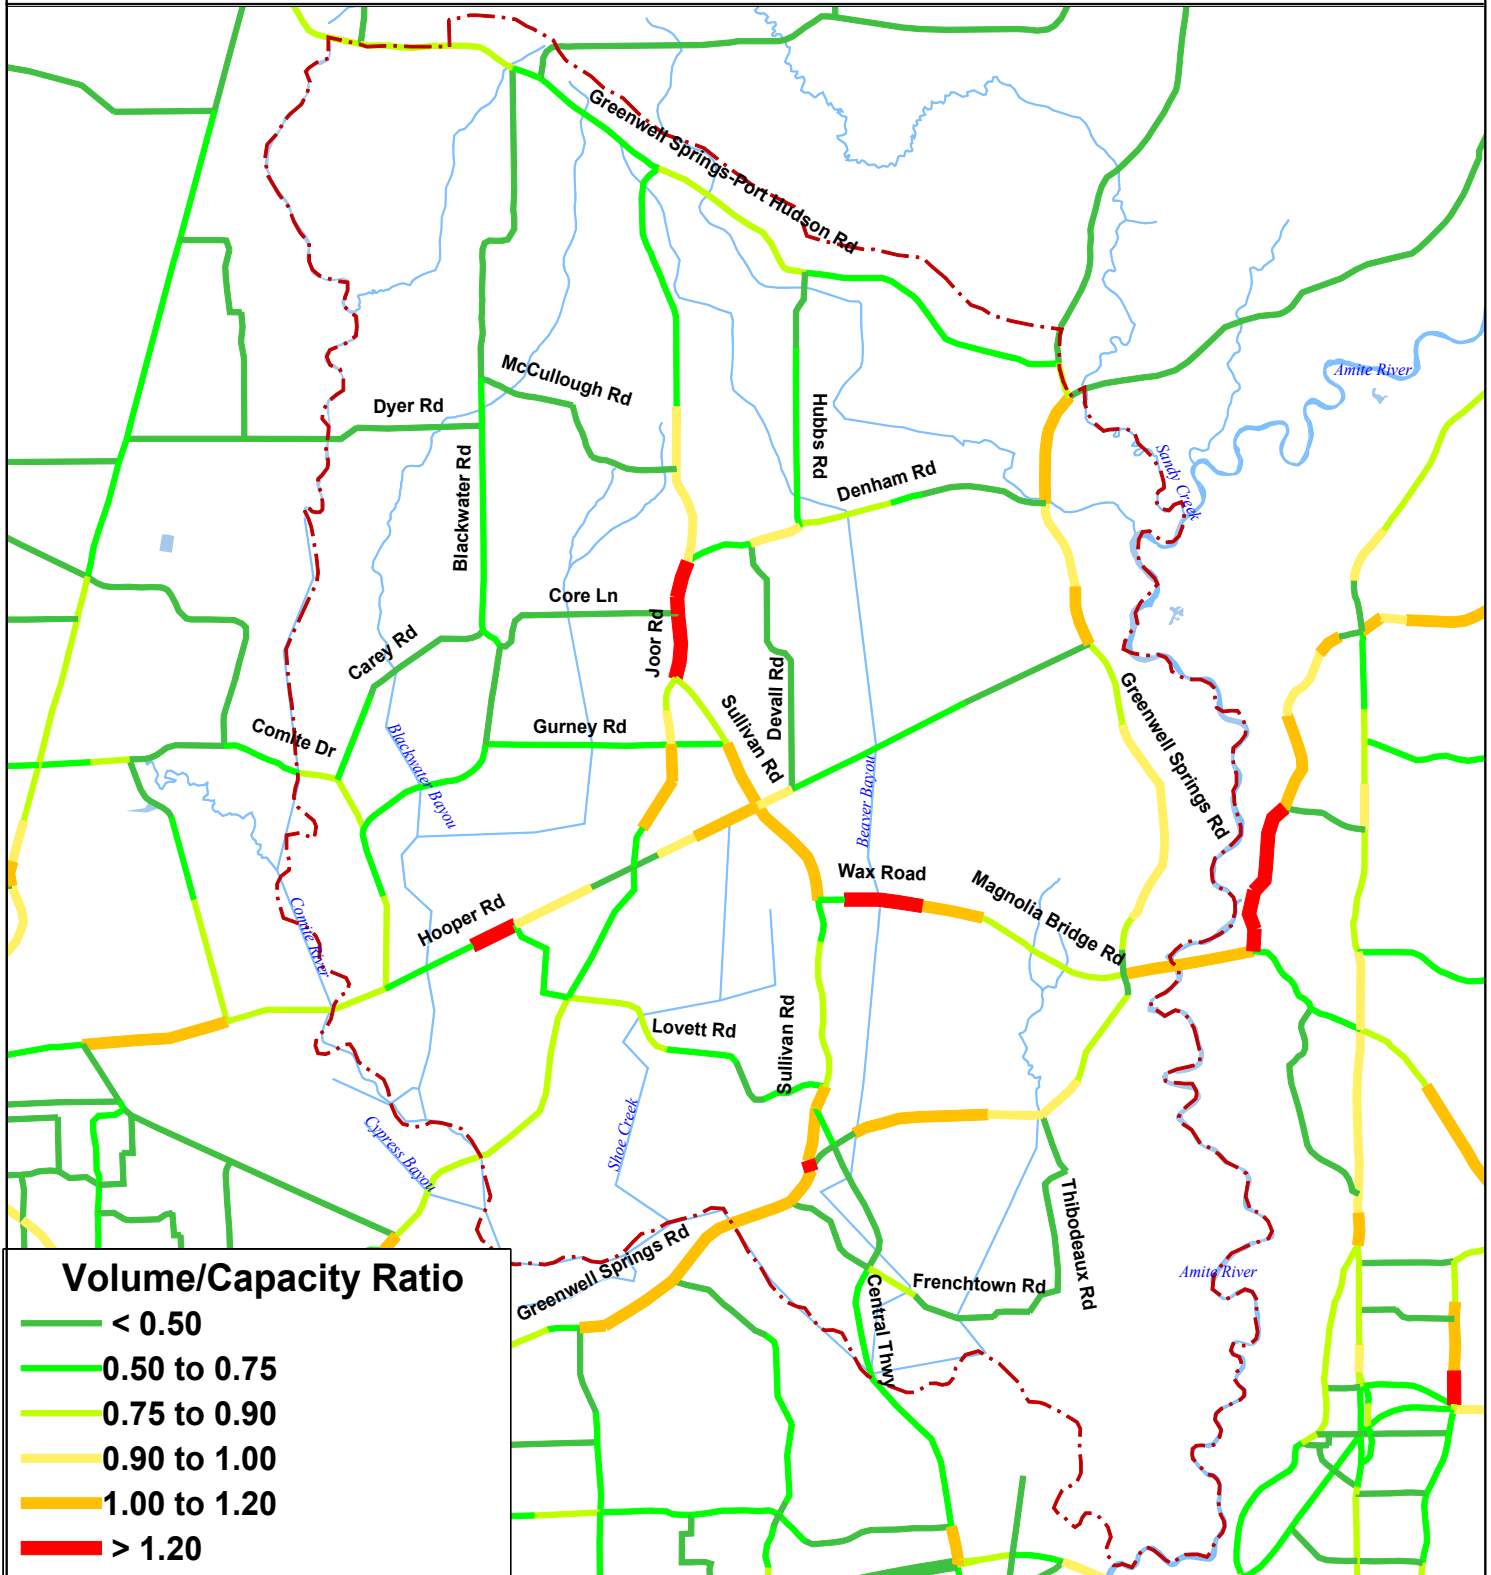 Greenwell Springs-Port Hudson Rd
Amite River
McCullough Rd
Dyer Rd
Hubbs Rd
Blackwater Rd
Denham Rd
Sandy Creek
Core Ln
Joor Rd
Carey Rd
Devall Rd
Sullivan Rd
Greenwell Springs Rd
Comite Dr
Gurney Rd
Blackwater Bayou
Beaver Bayou
Wax Road
Magnolia Bridge Rd
Hooper Rd
Comite River
Lovett Rd
Sullivan Rd
Shoe Creek
Cypress Bayou
Thibodeaux Rd
Greenwell Springs Rd
Amite River
Frenchtown Rd
Central Thwy
Volume/Capacity Ratio
< 0.50
0.50 to 0.75
0.75 to 0.90
0.90 to 1.00
1.00 to 1.20
> 1.20